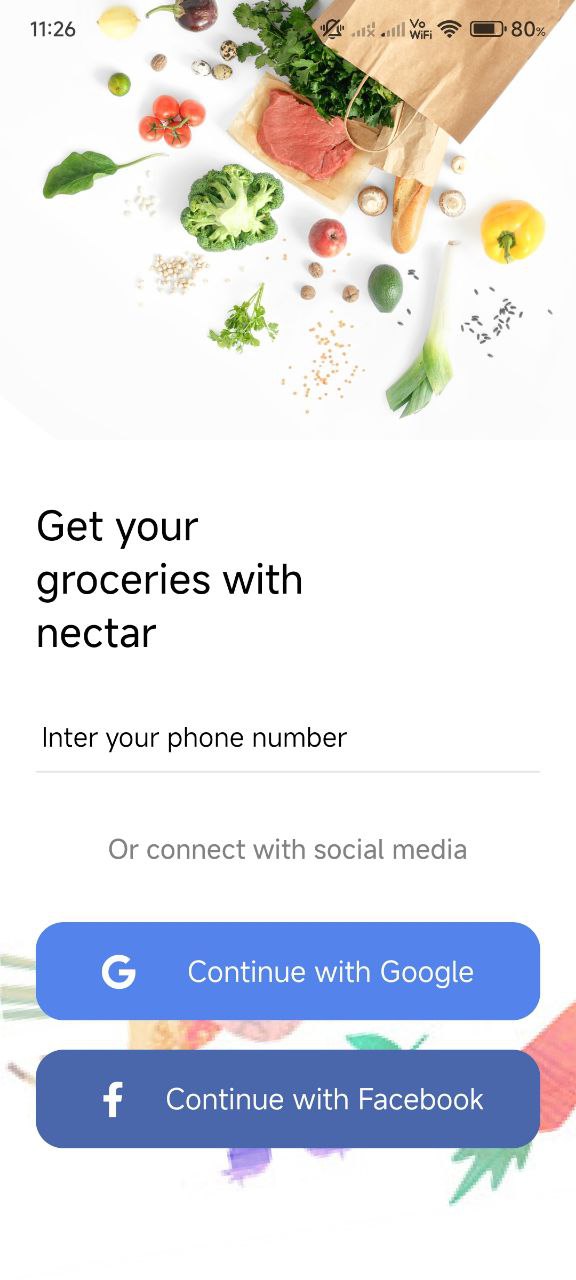 11:26 Vo WiFi 80%
Get your
groceries with
nectar
Inter your phone number
Or connect with social media
G Continue with Google
f Continue with Facebook